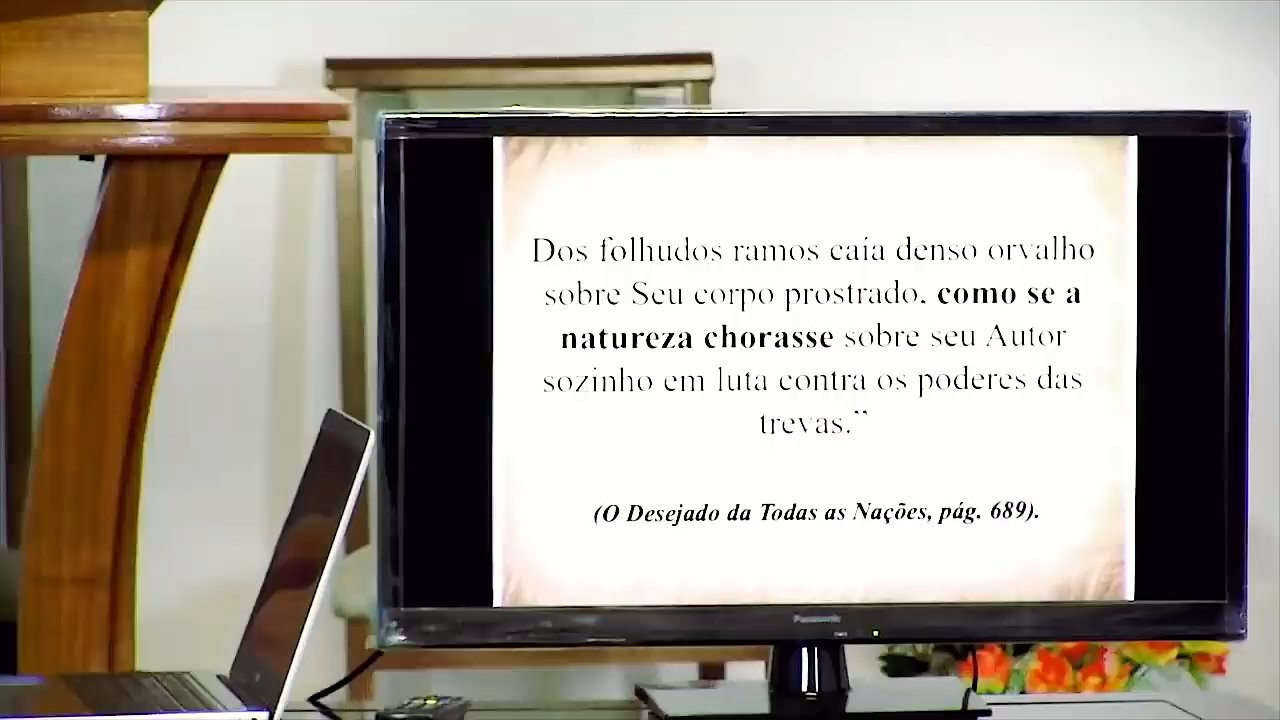 Dos folhudos ramos caía denso orvalho
sobre Seu corpo prostrado, como se a
natureza chorasse sobre seu Autor
sozinho em luta contra os poderes das
trevas.”
(O Desejado da Todas as Nações, pág. 689).
Panasonic